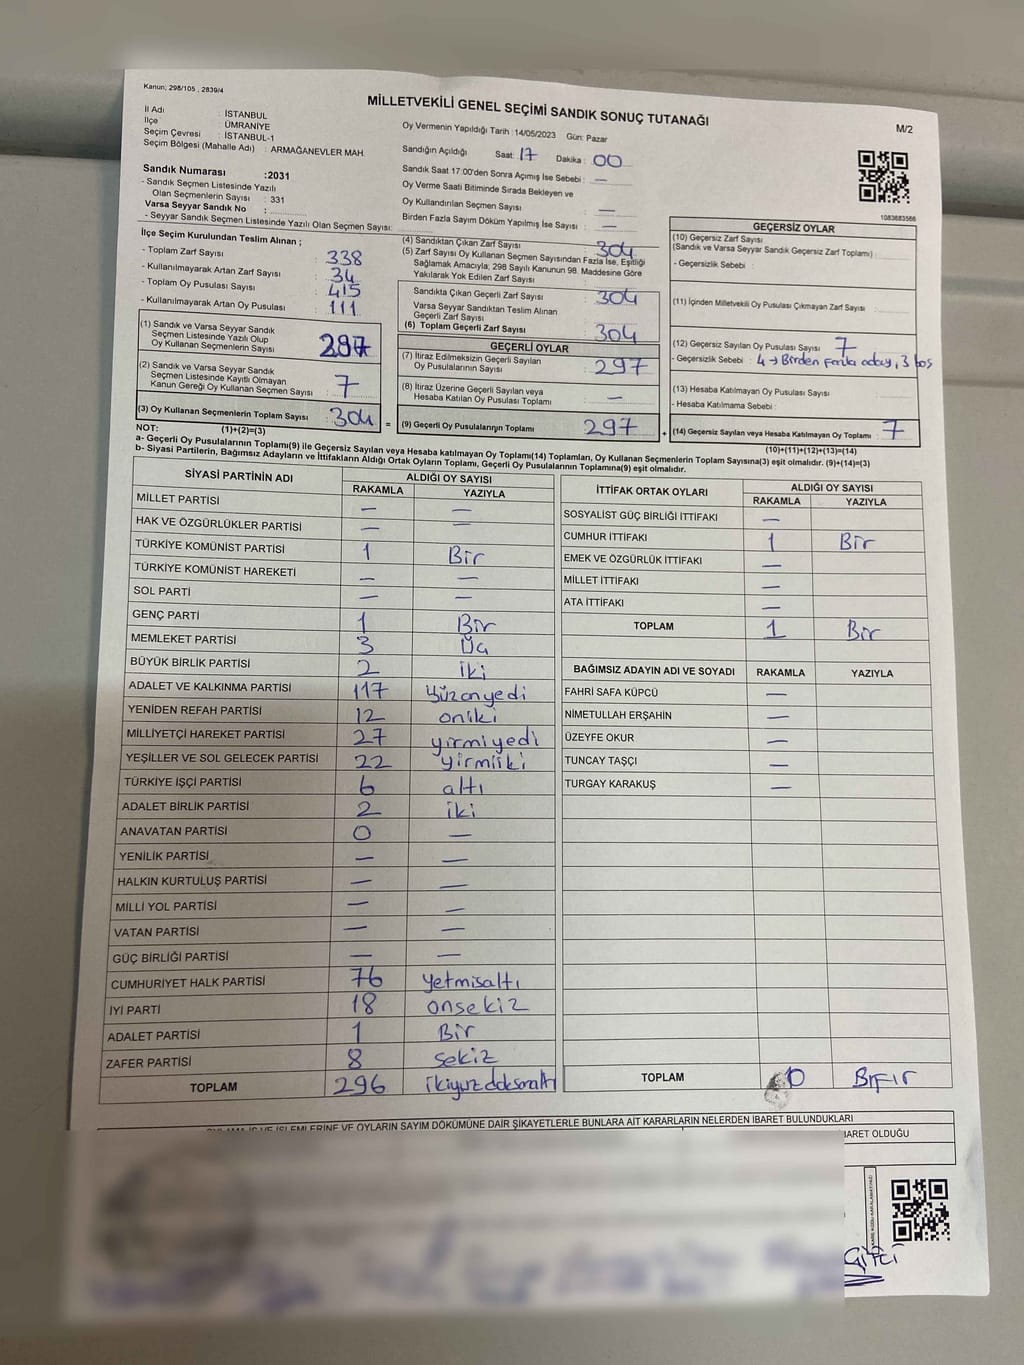 Kanun; 298/105 , 2839/4
MİLLETVEKİLİ GENEL SEÇİMİ SANDIK SONUÇ TUTANAĞI
M/2
İl Adı : İSTANBUL
İlçe : ÜMRANİYE
Seçim Çevresi : İSTANBUL-1
Seçim Bölgesi (Mahalle Adı) : ARMAĞANEVLER MAH.
Sandık Numarası :2031
- Sandık Seçmen Listesinde Yazılı
Olan Seçmenlerin Sayısı : 331
Varsa Seyyar Sandık No :
- Seyyar Sandık Seçmen Listesinde Yazılı Olan Seçmen Sayısı:
Oy Vermenin Yapıldığı Tarih :14/05/2023 Gün: Pazar
Sandığın Açıldığı Saat: 17 Dakika : 00
Sandık Saat 17:00'den Sonra Açımış İse Sebebi : —
Oy Verme Saati Bitiminde Sırada Bekleyen ve
Oy Kullandırılan Seçmen Sayısı : —
Birden Fazla Sayım Döküm Yapılmış İse Sayısı : —
1083683566
İlçe Seçim Kurulundan Teslim Alınan ;
- Toplam Zarf Sayısı : 338
- Kullanılmayarak Artan Zarf Sayısı : 34
- Toplam Oy Pusulası Sayısı : 415
- Kullanılmayarak Artan Oy Pusulası : 111
(1) Sandık ve Varsa Seyyar Sandık
Seçmen Listesinde Yazılı Olup
Oy Kullanan Seçmenlerin Sayısı 297
(2) Sandık ve Varsa Seyyar Sandık
Seçmen Listesinde Kayıtlı Olmayan
Kanun Gereği Oy Kullanan Seçmen Sayısı : 7
(3) Oy Kullanan Seçmenlerin Toplam Sayısı : 304
(4) Sandıktan Çıkan Zarf Sayısı 304
(5) Zarf Sayısı Oy Kullanan Seçmen Sayısından Fazla İse, Eşitliği
Sağlamak Amacıyla; 298 Sayılı Kanunun 98. Maddesine Göre
Yakılarak Yok Edilen Zarf Sayısı :
Sandıkta Çıkan Geçerli Zarf Sayısı : 304
Varsa Seyyar Sandıktan Teslim Alınan
Geçerli Zarf Sayısı :
(6) Toplam Geçerli Zarf Sayısı : 304
GEÇERLİ OYLAR
(7) İtiraz Edilmeksizin Geçerli Sayılan
Oy Pusulalarının Sayısı : 297
(8) İtiraz Üzerine Geçerli Sayılan veya
Hesaba Katılan Oy Pusulası Toplamı : —
= (9) Geçerli Oy Pusulalarının Toplamı : 297
GEÇERSİZ OYLAR
(10) Geçersiz Zarf Sayısı
(Sandık ve Varsa Seyyar Sandık Geçersiz Zarf Toplamı) :
- Geçersizlik Sebebi :
(11) İçinden Milletvekili Oy Pusulası Çıkmayan Zarf Sayısı :
(12) Geçersiz Sayılan Oy Pusulası Sayısı : 7
- Geçersizlik Sebebi : 4 → Birden fazla aday, 3 boş
(13) Hesaba Katılmayan Oy Pusulası Sayısı :
- Hesaba Katılmama Sebebi :
+ (14) Geçersiz Sayılan veya Hesaba Katılmayan Oy Toplamı : 7
NOT: (1)+(2)=(3)
(10)+(11)+(12)+(13)=(14)
a- Geçerli Oy Pusulalarının Toplamı(9) ile Geçersiz Sayılan veya Hesaba katılmayan Oy Toplamı(14) Toplamları, Oy Kullanan Seçmenlerin Toplam Sayısına(3) eşit olmalıdır. (9)+(14)=(3)
b- Siyasi Partilerin, Bağımsız Adayların ve İttifakların Aldığı Ortak Oyların Toplamı, Geçerli Oy Pusulalarının Toplamına(9) eşit olmalıdır.
SİYASİ PARTİNİN ADI ALDIĞI OY SAYISI
RAKAMLA YAZIYLA
MİLLET PARTİSİ — —
HAK VE ÖZGÜRLÜKLER PARTİSİ — —
TÜRKİYE KOMÜNİST PARTİSİ 1 Bir
TÜRKİYE KOMÜNİST HAREKETİ — —
SOL PARTİ — —
GENÇ PARTİ 1 Bir
MEMLEKET PARTİSİ 3 Üç
BÜYÜK BİRLİK PARTİSİ 2 iki
ADALET VE KALKINMA PARTİSİ 117 yüzonyedi
YENİDEN REFAH PARTİSİ 12 oniki
MİLLİYETÇİ HAREKET PARTİSİ 27 yirmiyedi
YEŞİLLER VE SOL GELECEK PARTİSİ 22 yirmiiki
TÜRKİYE İŞÇİ PARTİSİ 6 altı
ADALET BİRLİK PARTİSİ 2 iki
ANAVATAN PARTİSİ 0 —
YENİLİK PARTİSİ — —
HALKIN KURTULUŞ PARTİSİ — —
MİLLİ YOL PARTİSİ — —
VATAN PARTİSİ — —
GÜÇ BİRLİĞİ PARTİSİ — —
CUMHURİYET HALK PARTİSİ 76 yetmisaltı
İYİ PARTİ 18 onsekiz
ADALET PARTİSİ 1 Bir
ZAFER PARTİSİ 8 sekiz
TOPLAM 296 ikiyuzdoksanaltı
İTTİFAK ORTAK OYLARI ALDIĞI OY SAYISI
RAKAMLA YAZIYLA
SOSYALİST GÜÇ BİRLİĞİ İTTİFAKI —
CUMHUR İTTİFAKI 1 Bir
EMEK VE ÖZGÜRLÜK İTTİFAKI —
MİLLET İTTİFAKI —
ATA İTTİFAKI —
TOPLAM 1 Bir
BAĞIMSIZ ADAYIN ADI VE SOYADI RAKAMLA YAZIYLA
FAHRİ SAFA KÜPCÜ —
NİMETULLAH ERŞAHİN —
ÜZEYFE OKUR —
TUNCAY TAŞÇI —
TURGAY KARAKUŞ —
TOPLAM 0
İŞLEMLERİNE VE OYLARIN SAYIM DÖKÜMÜNE DAİR ŞİKAYETLERLE BUNLARA AİT KARARLARIN NELERDEN İBARET BULUNDUKLARI
BARET OLDUĞU